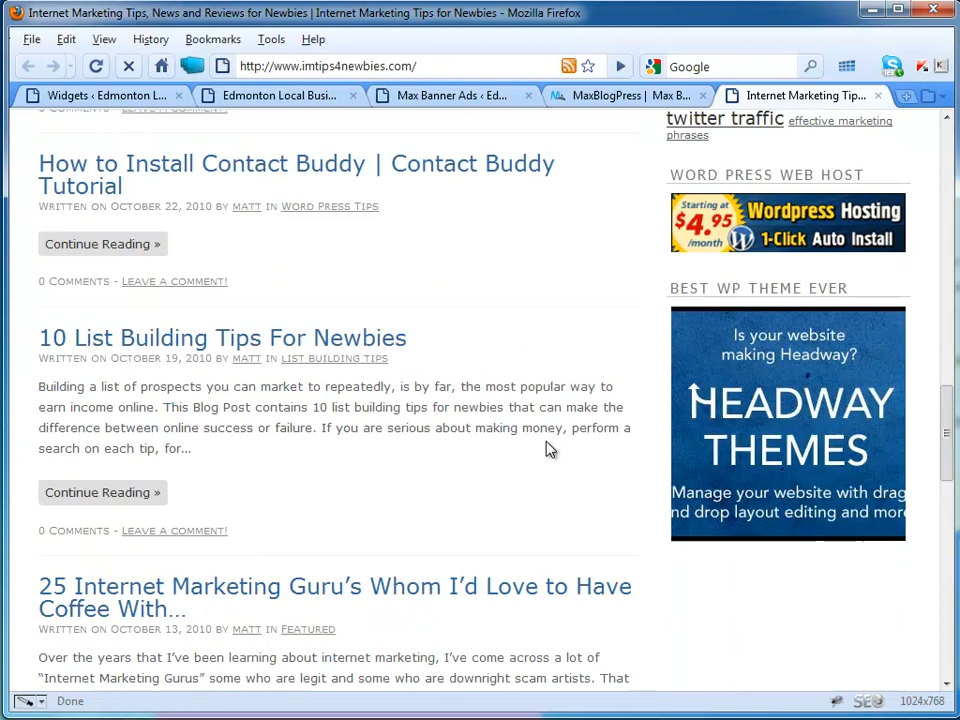 Internet Marketing Tips, News and Reviews for Newbies | Internet Marketing Tips for Newbies - Mozilla Firefox
File Edit View History Bookmarks Tools Help
http://www.imtips4newbies.com/
Google
Widgets ‹ Edmonton L...
Edmonton Local Busi...
Max Banner Ads ‹ Ed...
MaxBlogPress | Max B...
Internet Marketing Tip...
0 Comments - Leave a comment!
How to Install Contact Buddy | Contact Buddy
Tutorial
Written on October 22, 2010 by Matt in Word Press Tips
Continue Reading »
0 Comments - Leave a comment!
10 List Building Tips For Newbies
Written on October 19, 2010 by Matt in List Building Tips
Building a list of prospects you can market to repeatedly, is by far, the most popular way to
earn income online. This Blog Post contains 10 list building tips for newbies that can make the
difference between online success or failure. If you are serious about making money, perform a
search on each tip, for...
Continue Reading »
0 Comments - Leave a comment!
25 Internet Marketing Guru's Whom I'd Love to Have
Coffee With...
Written on October 13, 2010 by Matt in Featured
Over the years that I've been learning about internet marketing, I've come across a lot of
"Internet Marketing Gurus" some who are legit and some who are downright scam artists. That
twitter traffic effective marketing
phrases
WORD PRESS WEB HOST
Starting at
$4.95
/month
Wordpress Hosting
1-Click Auto Install
BEST WP THEME EVER
Is your website
making Headway?
HEADWAY
THEMES
Manage your website with drag
nd drop layout editing and more
Done
SEO
1024x768